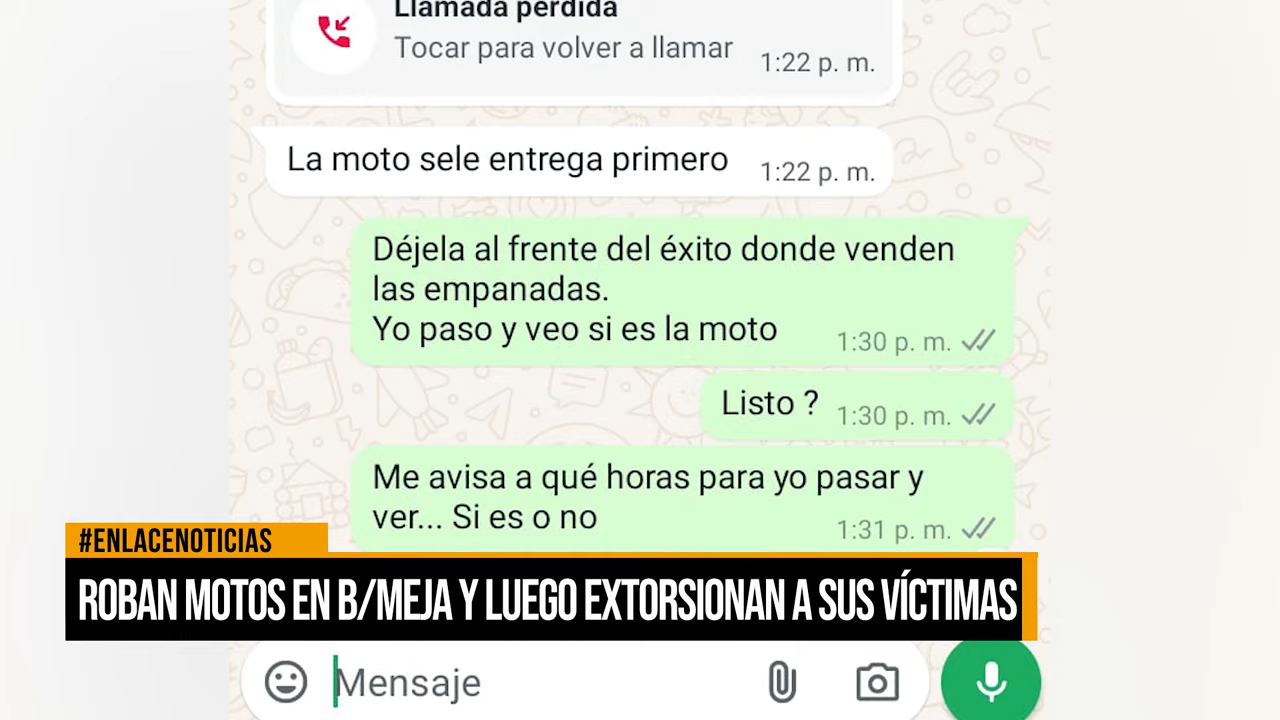 Llamada perdida
Tocar para volver a llamar 1:22 p. m.
La moto sele entrega primero 1:22 p. m.
Déjela al frente del éxito donde venden
las empanadas.
Yo paso y veo si es la moto 1:30 p. m.
Listo ? 1:30 p. m.
Me avisa a qué horas para yo pasar y
ver... Si es o no 1:31 p. m.
#ENLACENOTICIAS
ROBAN MOTOS EN B/MEJA Y LUEGO EXTORSIONAN A SUS VÍCTIMAS
Mensaje